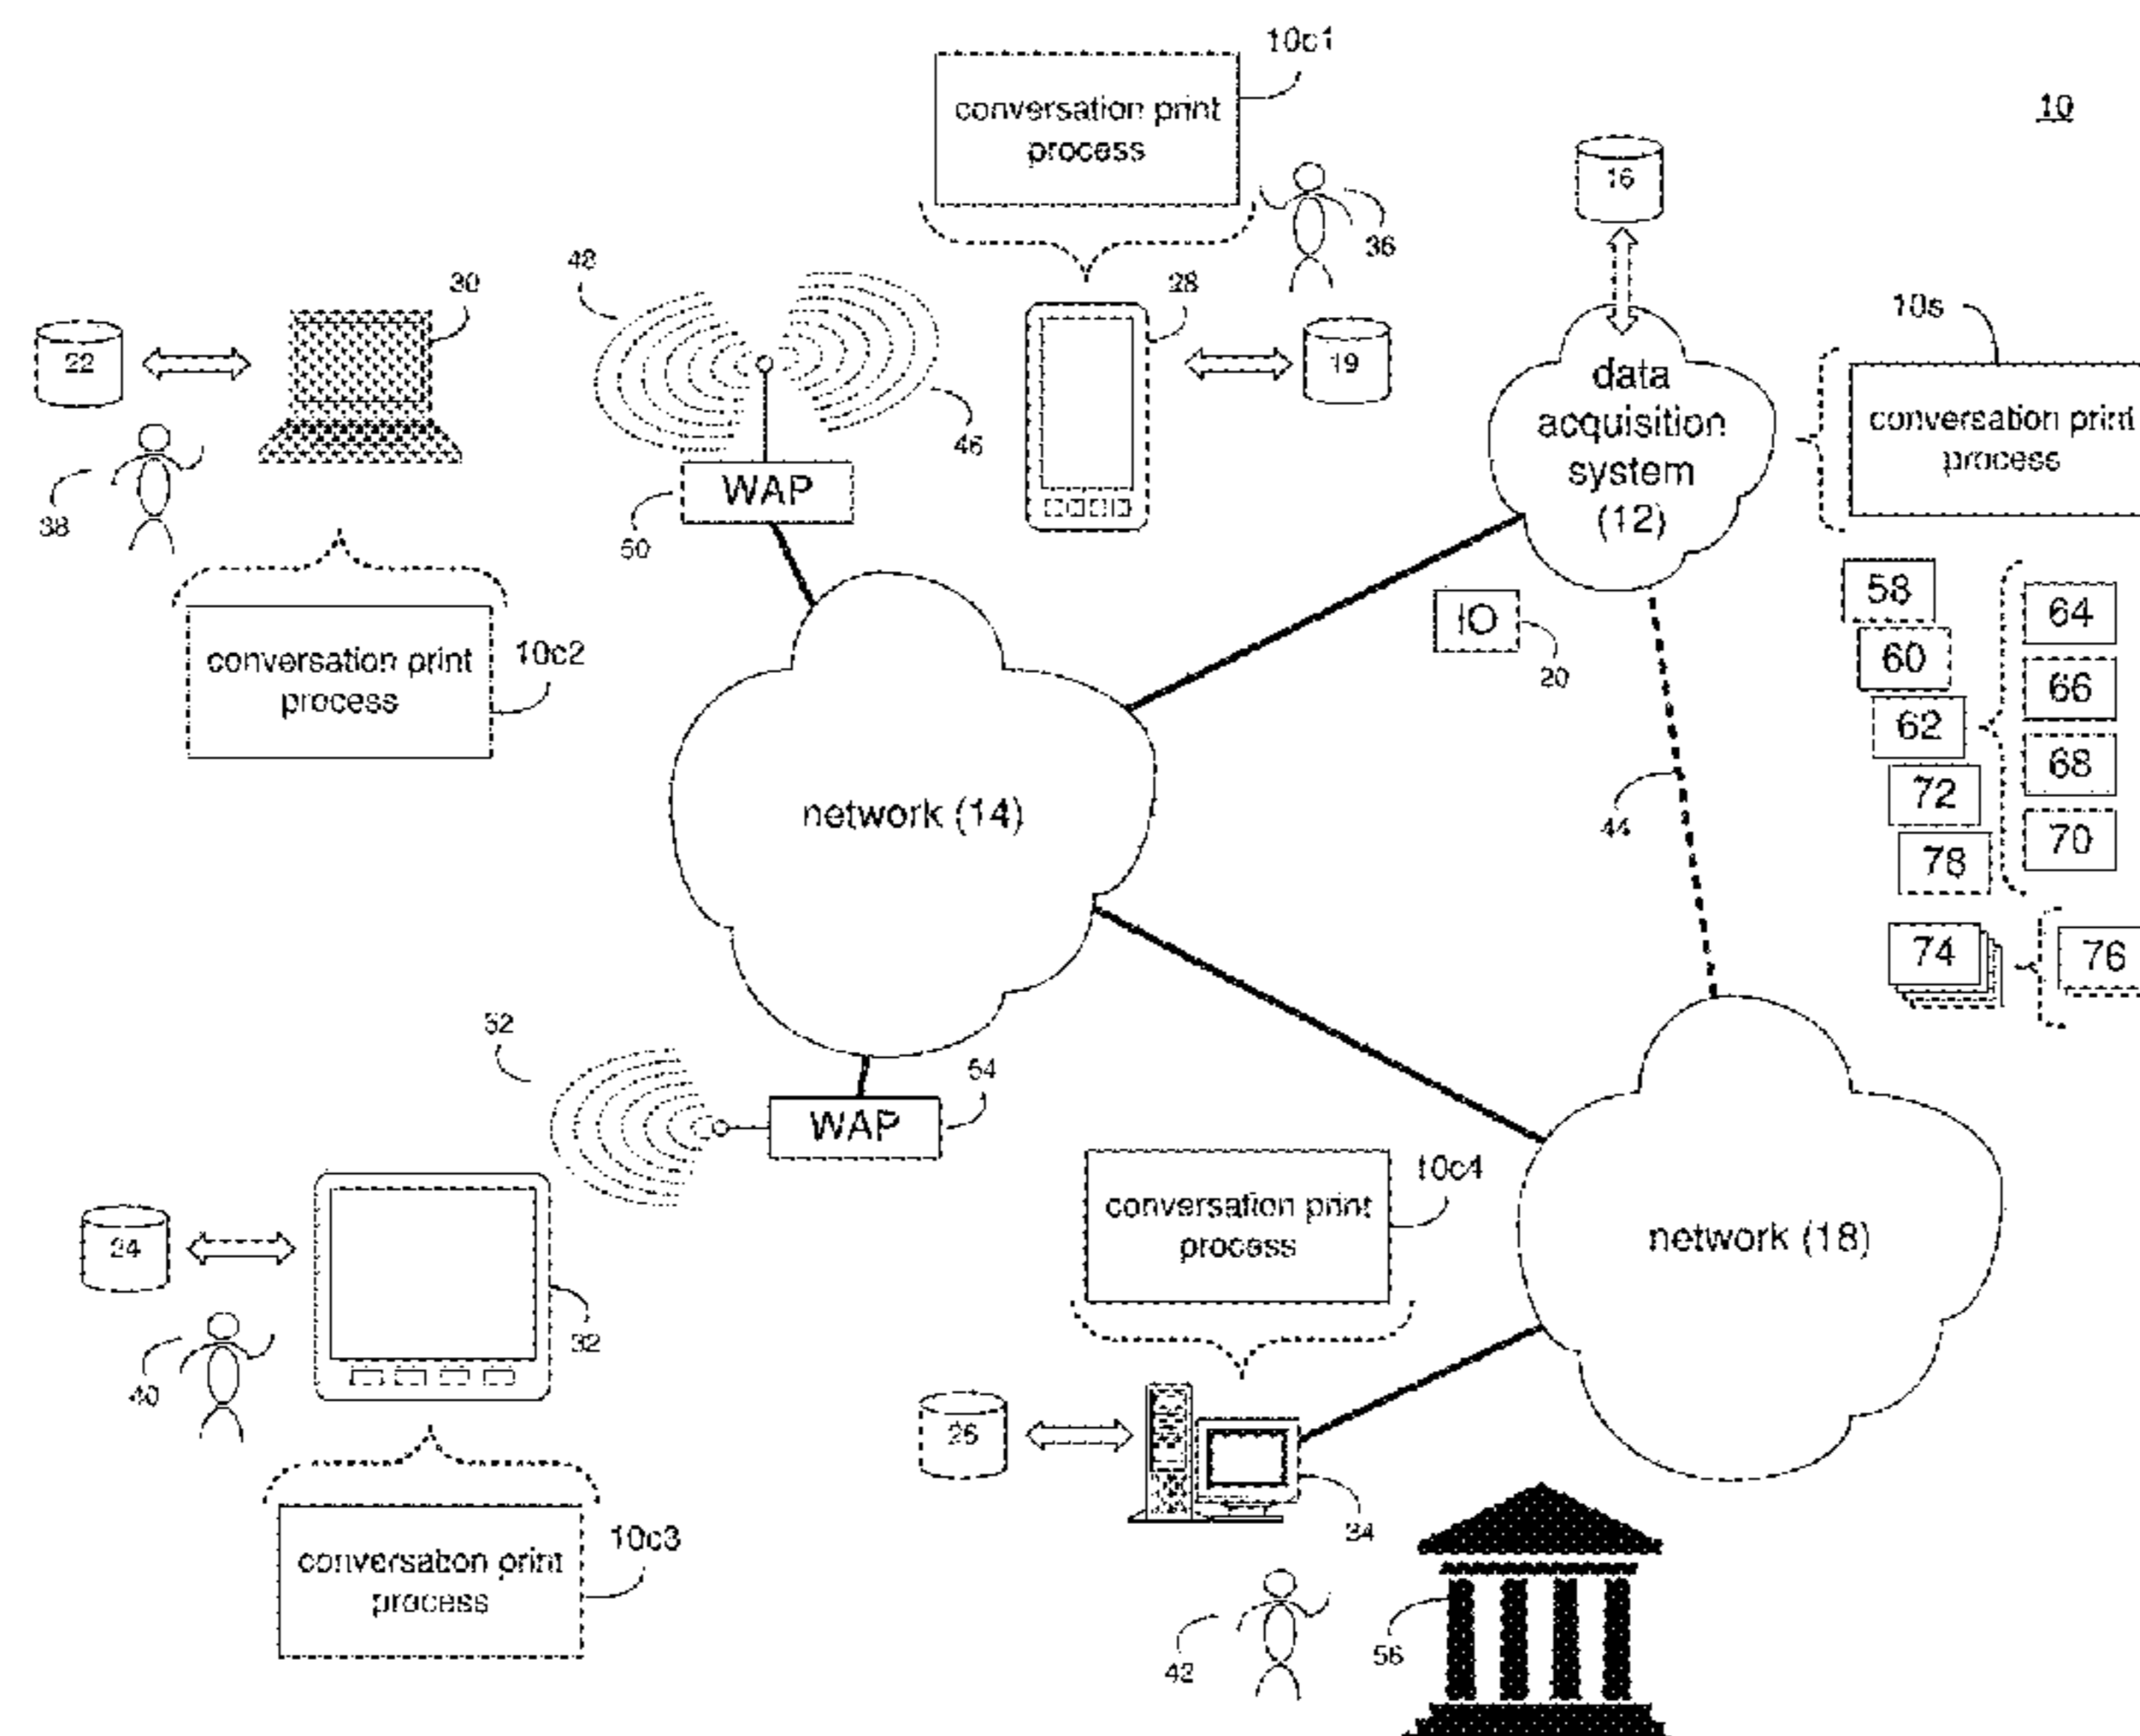 10c1
conversation print
process
10
16
36
48
30
28
10s
22
19
data
acquisition
system
(12)
conversation print
process
46
WAP
38
50
58
64
IO
60
20
conversation print
process
10c2
66
62
68
72
network (14)
44
70
78
74
76
52
54
WAP
10c4
conversation print
process
24
network (18)
32
40
26
34
10c3
conversation print
process
56
42